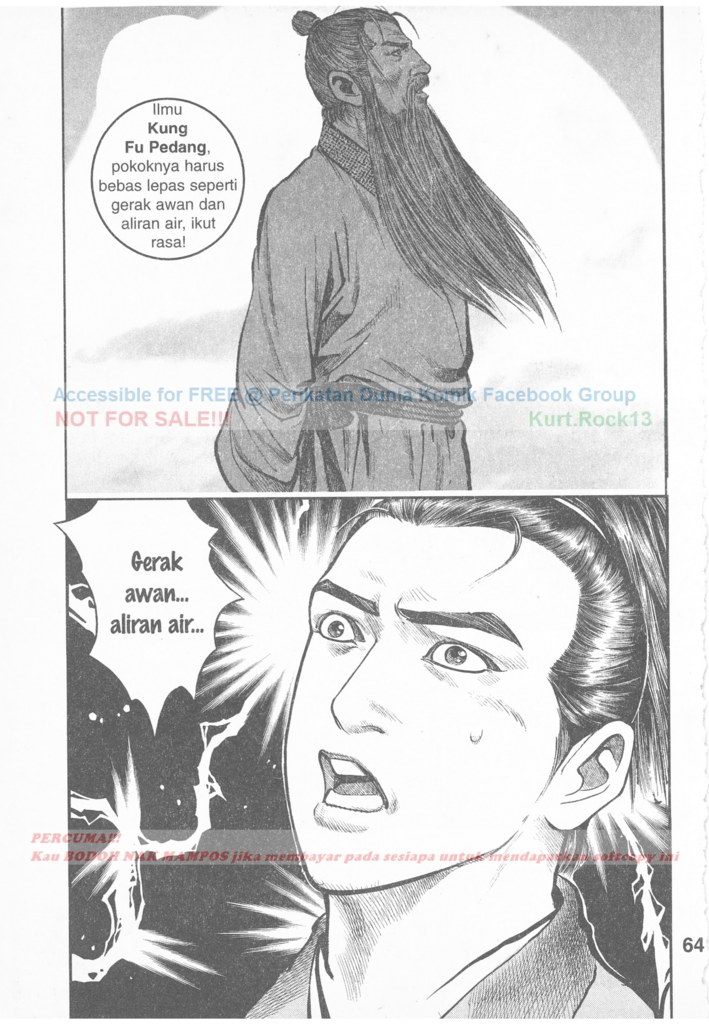 Ilmu
Kung
Fu Pedang,
pokoknya harus
bebas lepas seperti
gerak awan dan
aliran air, ikut
rasa!
Accessible for FREE @ Perikatan Dunia Komik Facebook Group
NOT FOR SALE!!!
Kurt.Rock13
Gerak
awan...
aliran air...
PERCUMA!!!
Kau BODOH NAK MAMPOS jika membayar pada sesiapa untuk mendapatkan softcopy ini
64